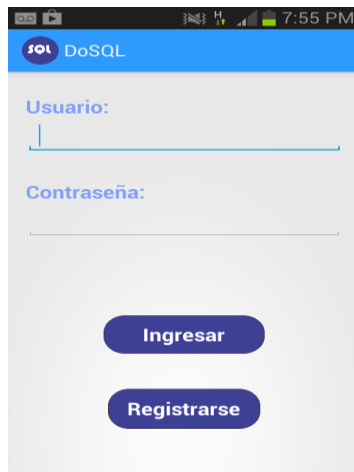 H 7:55 PM
SQL DoSQL
Usuario:
Contraseña:
Ingresar
Registrarse